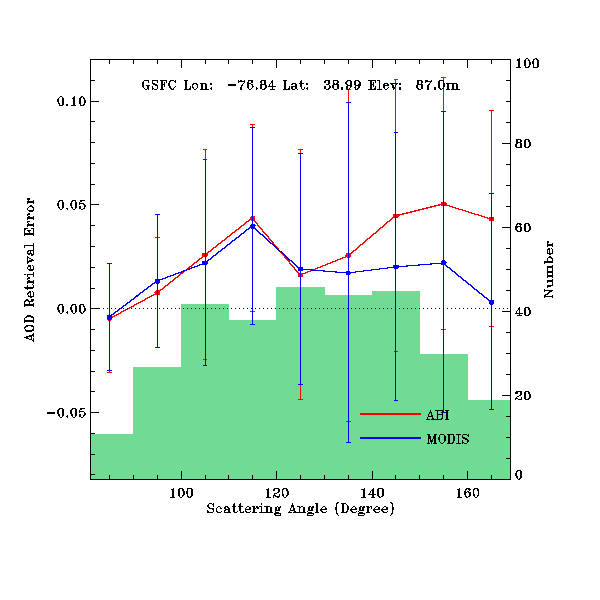 GSFC Lon: -76.84 Lat: 38.99 Elev: 87.0m
0.10
0.05
0.00
-0.05
AOD Retrieval Error
100
80
60
40
20
0
Number
ABI
MODIS
100 120 140 160
Scattering Angle (Degree)